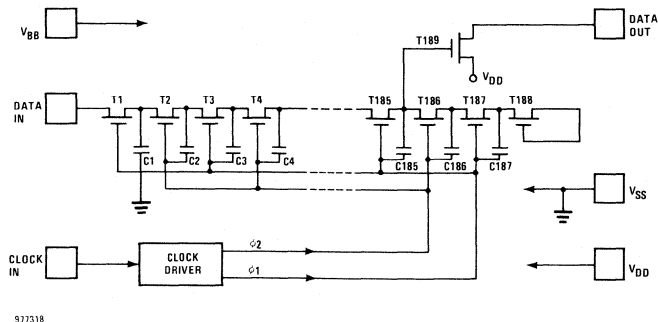 V_BB
DATA OUT
T189
V_DD
DATA IN
T1 T2 T3 T4 T185 T186 T187 T188
C1 C2 C3 C4 C185 C186 C187
V_SS
CLOCK IN
CLOCK DRIVER
ϕ2
ϕ1
V_DD
977318